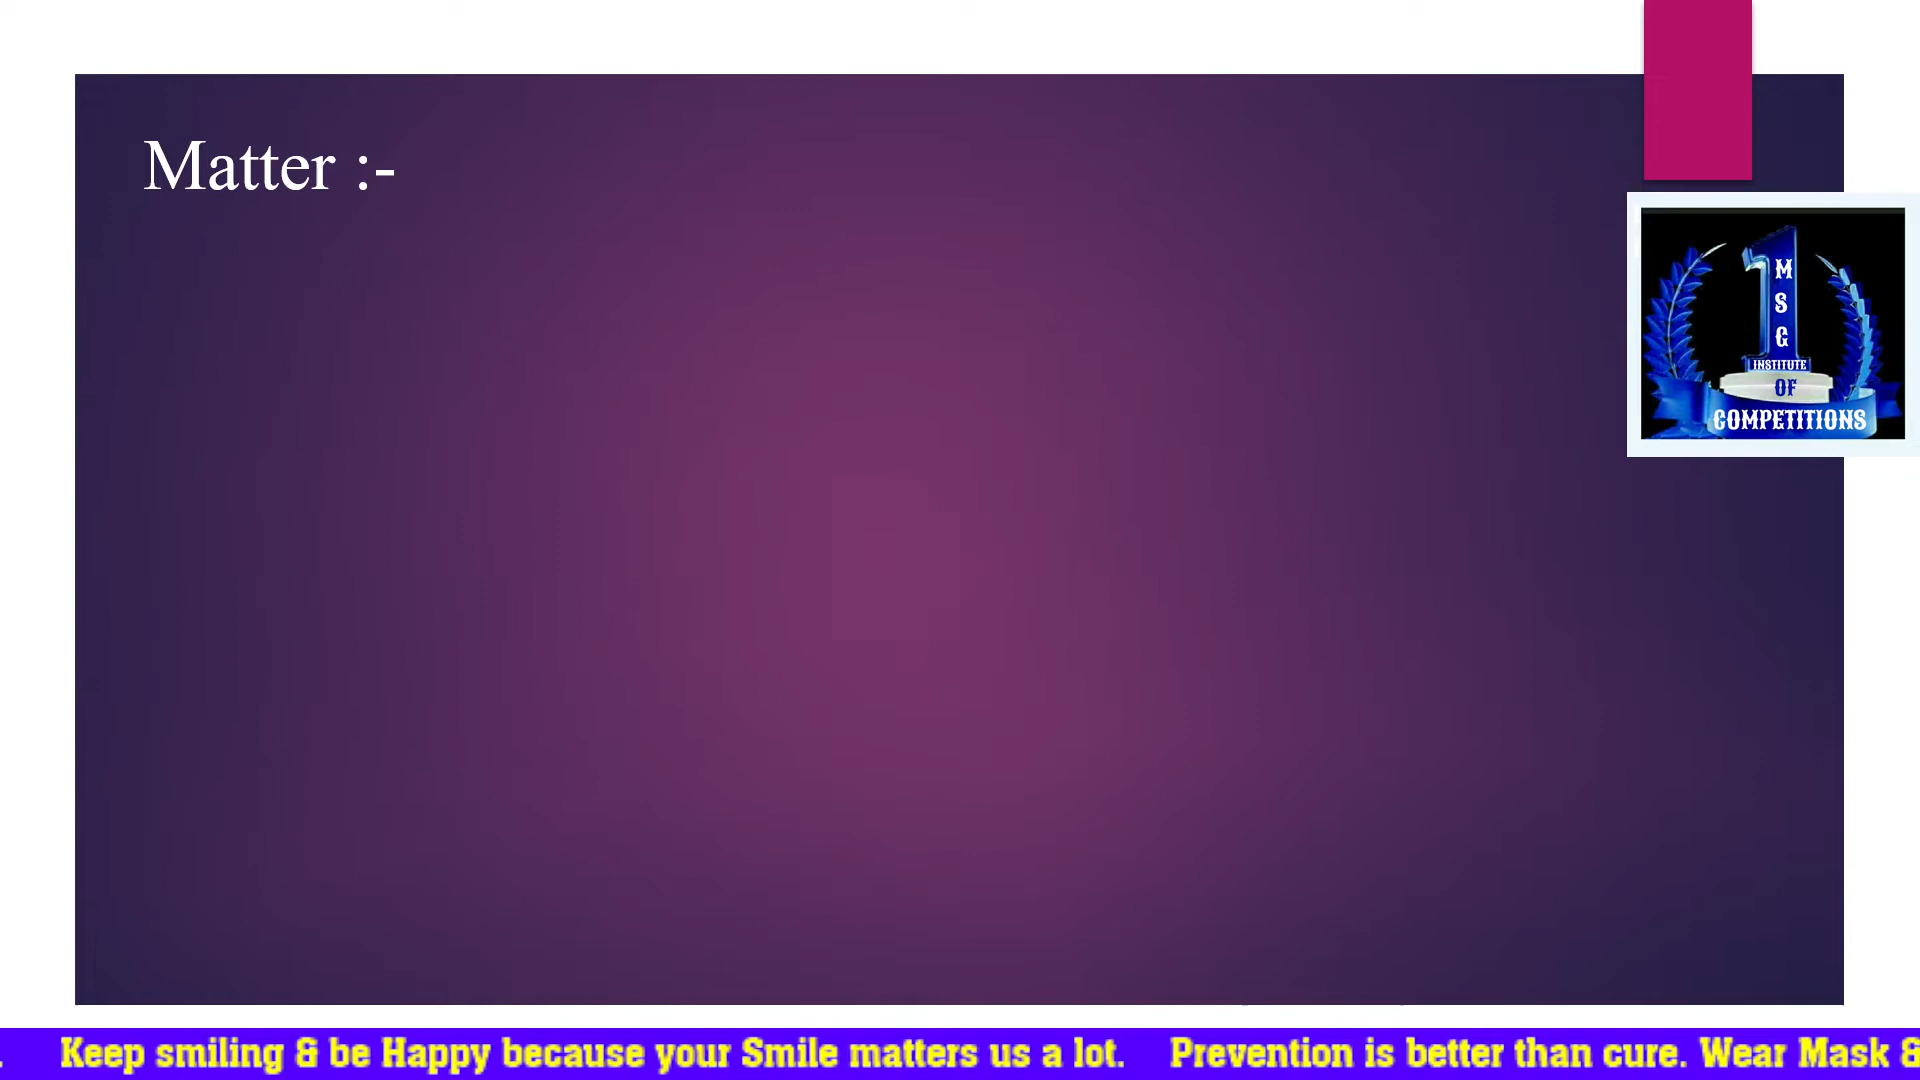 Matter :-
M
S
G
INSTITUTE
OF
COMPETITIONS
. Keep smiling & be Happy because your Smile matters us a lot. Prevention is better than cure. Wear Mask &